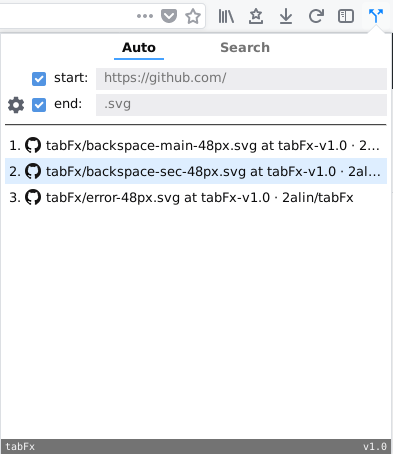 Auto Search
start: https://github.com/
end: .svg
1. tabFx/backspace-main-48px.svg at tabFx-v1.0 · 2...
2. tabFx/backspace-sec-48px.svg at tabFx-v1.0 · 2al...
3. tabFx/error-48px.svg at tabFx-v1.0 · 2alin/tabFx
tabFx v1.0